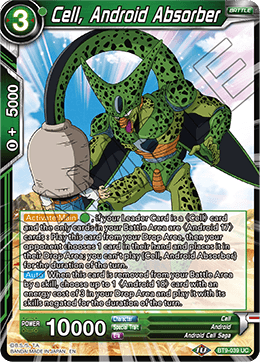 BATTLE
3
Cell, Android Absorber
0 + 5000
Activate Main , if your Leader Card is a {Cell} card
and the only cards in your Battle Area are {Android 17}
cards : Play this card from your Drop Area, then your
opponent chooses 1 card in their hand and places it in
their Drop Area; you can't play {Cell, Android Absorber}
for the duration of the turn.
Auto When this card is removed from your Battle Area
by a skill, choose up to 1 {Android 18} card with an
energy cost of 3 in your Drop Area and play it with its
skills negated for the duration of the turn.
POWER
10000
Character
Cell
Special Trait
Android
Era
Android Cell Saga
BANDAI MADE IN JAPAN EN
BT9-039 UC